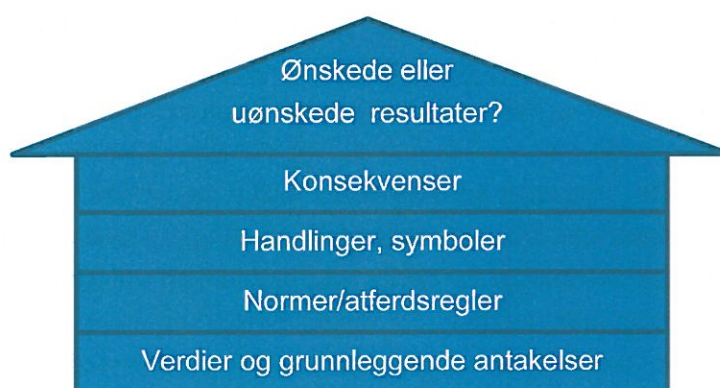 Ønskede eller
uønskede resultater?
Konsekvenser
Handlinger, symboler
Normer/atferdsregler
Verdier og grunnleggende antakelser